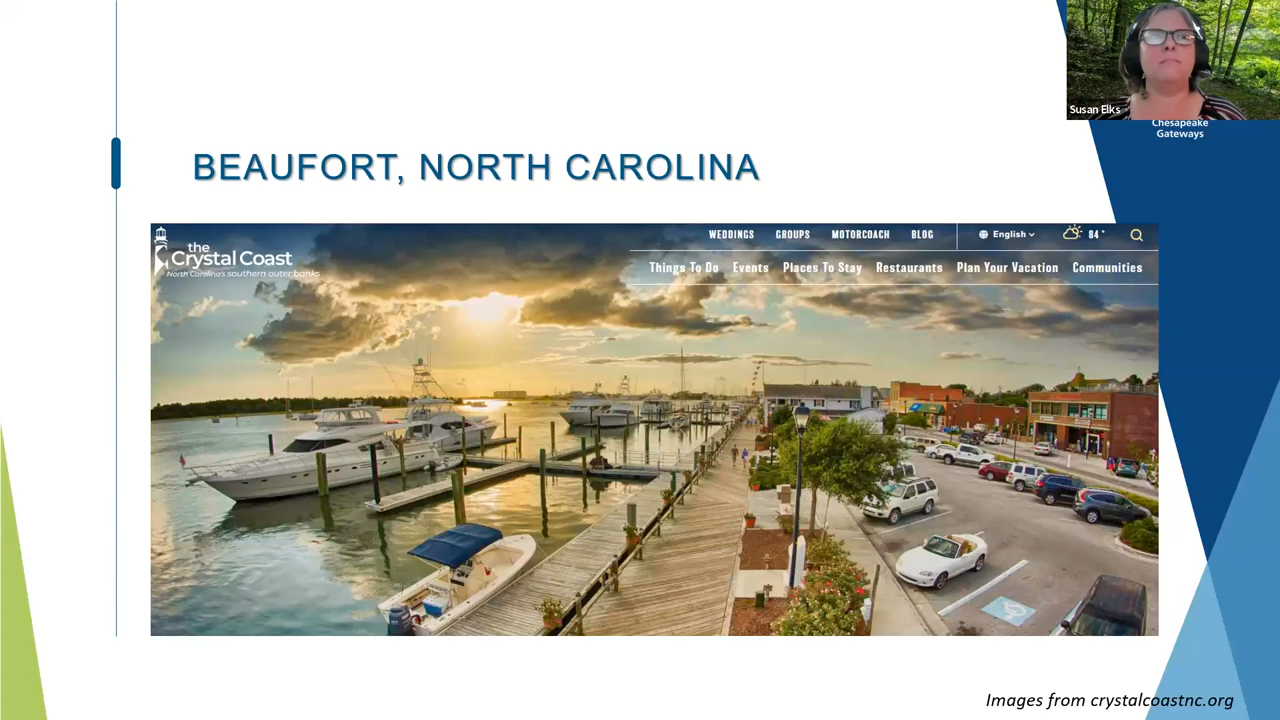 Susan Elks
Chesapeake
Gateways
BEAUFORT, NORTH CAROLINA
the
Crystal Coast
North Carolina's southern outer banks
WEDDINGS GROUPS MOTORCOACH BLOG English 84°
Things To Do Events Places To Stay Restaurants Plan Your Vacation Communities
Images from crystalcoastnc.org